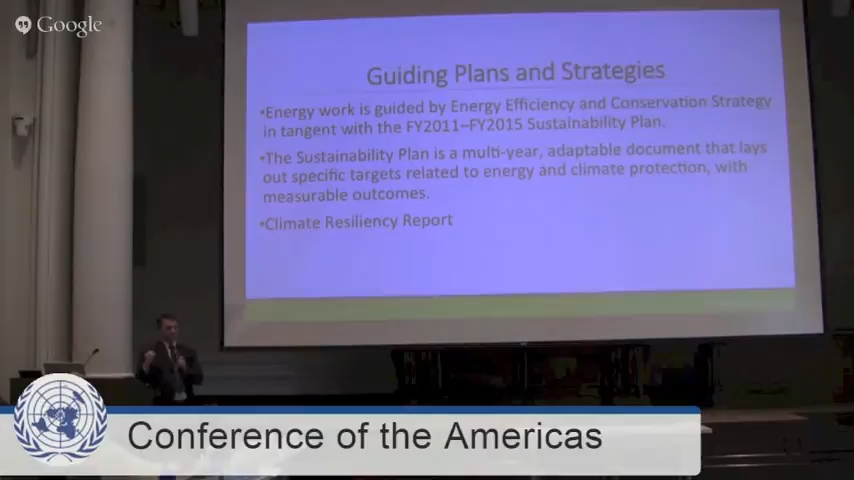 Google
Guiding Plans and Strategies
•Energy work is guided by Energy Efficiency and Conservation Strategy
in tangent with the FY2011–FY2015 Sustainability Plan.
•The Sustainability Plan is a multi-year, adaptable document that lays
out specific targets related to energy and climate protection, with
measurable outcomes.
•Climate Resiliency Report
Conference of the Americas